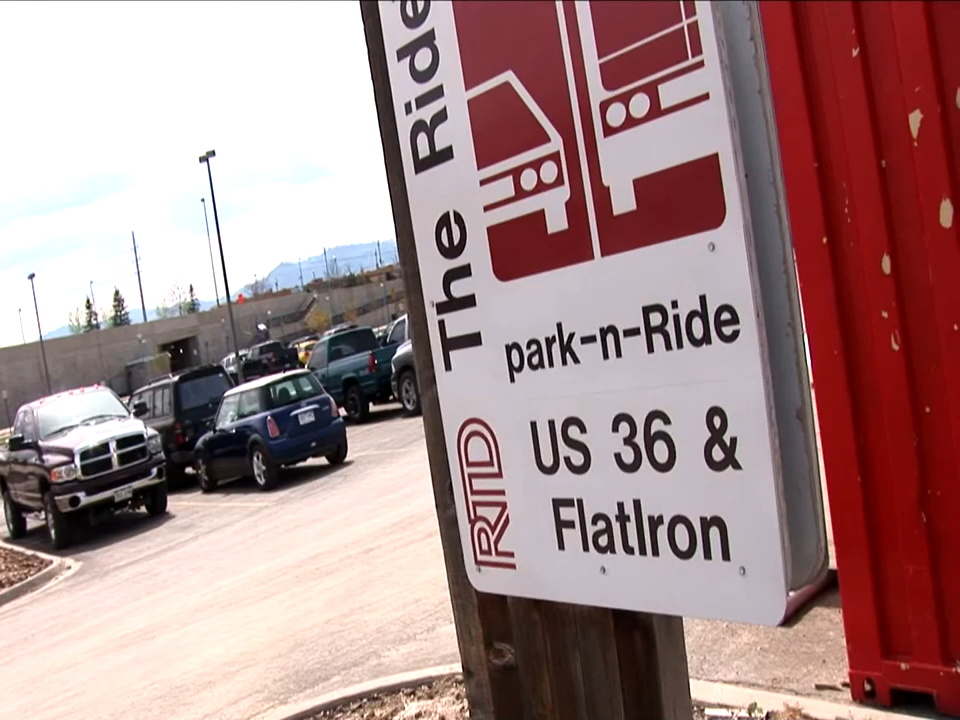 The Ride
RTD
park-n-Ride
US 36 &
FlatIron